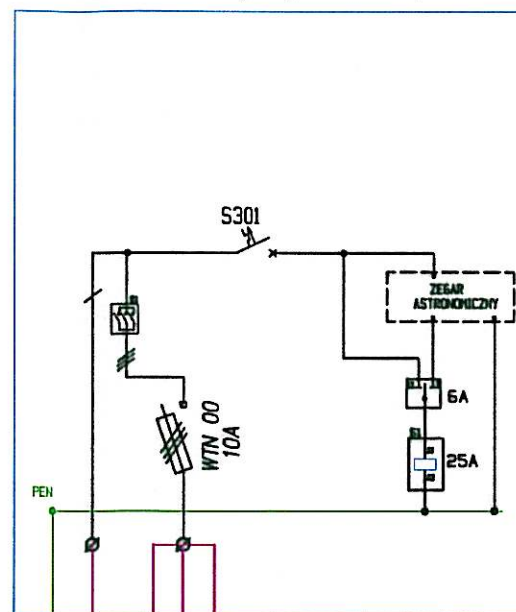 S301
ZEGAR
ASTRONOMICZNY
6A
WTN 00
10A
25A
PEN